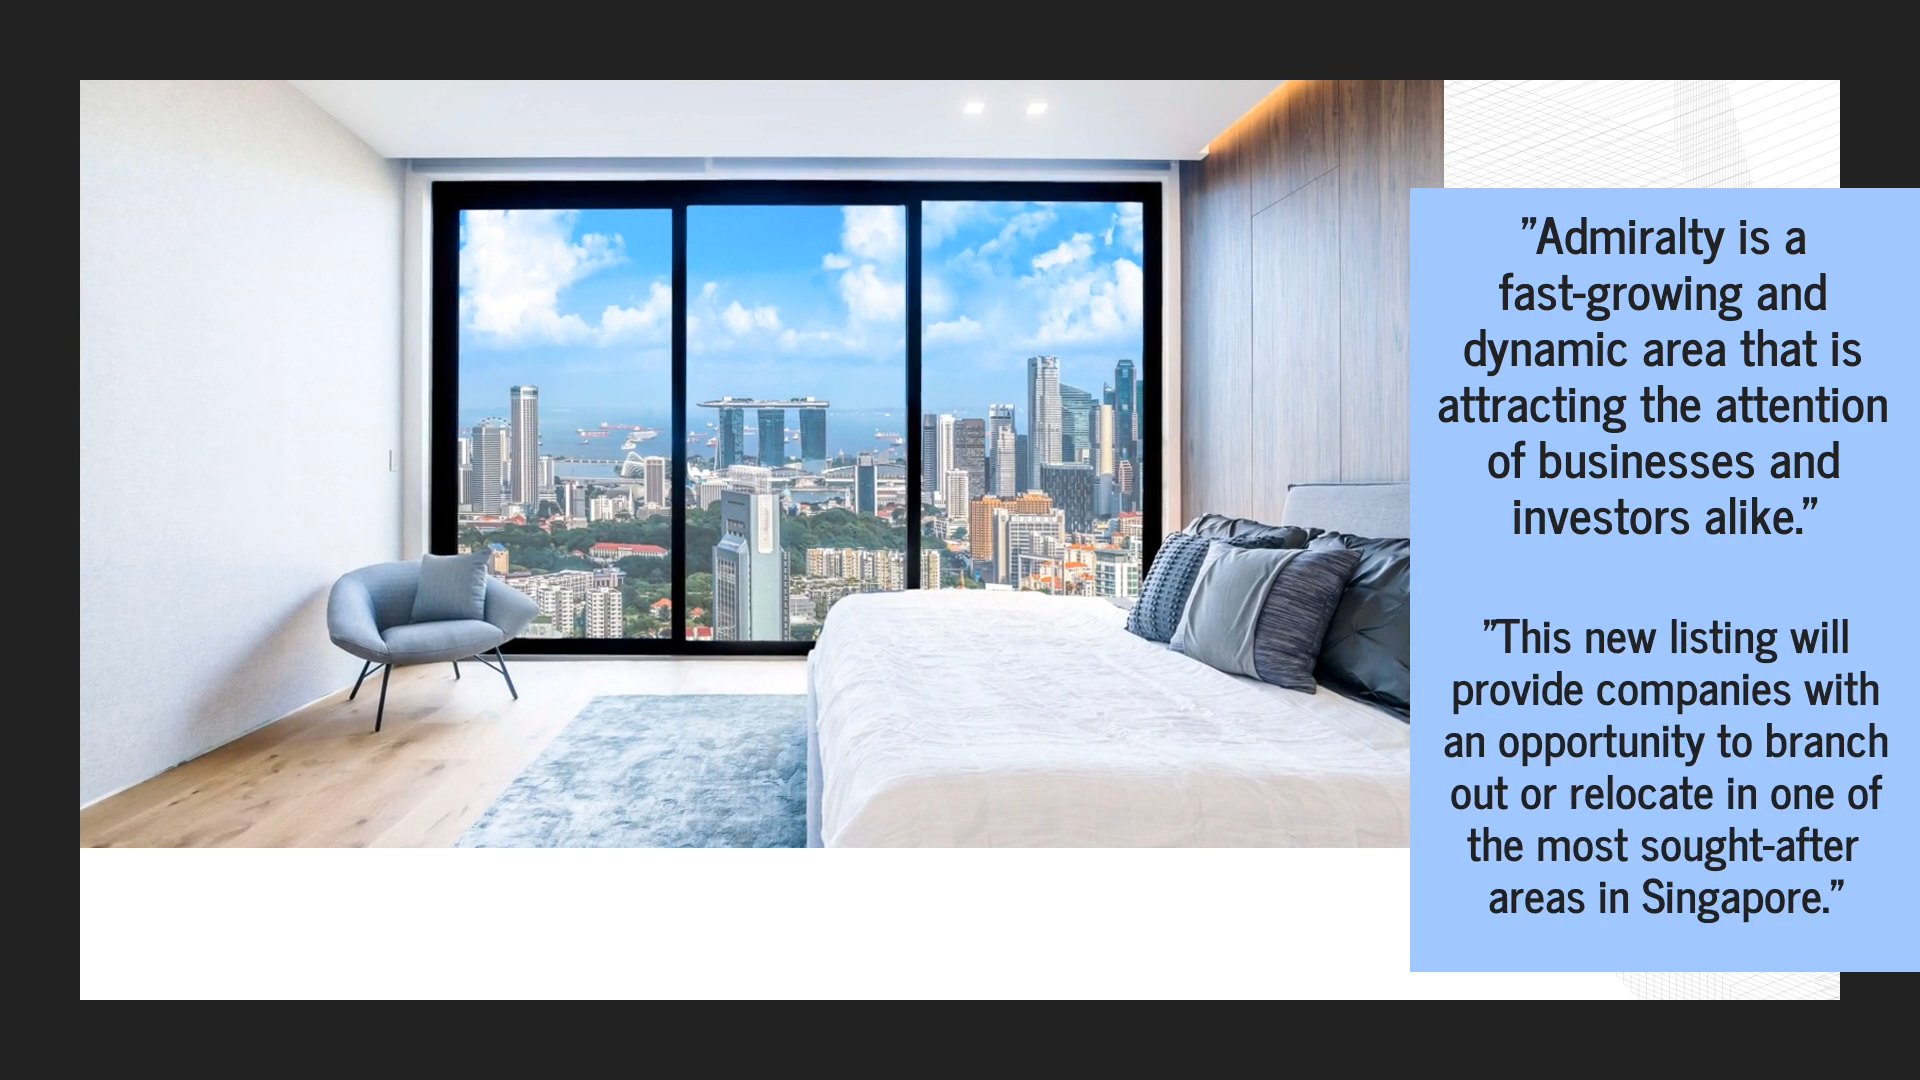 ”Admiralty is a
fast-growing and
dynamic area that is
attracting the attention
of businesses and
investors alike.”
”This new listing will
provide companies with
an opportunity to branch
out or relocate in one of
the most sought-after
areas in Singapore.”